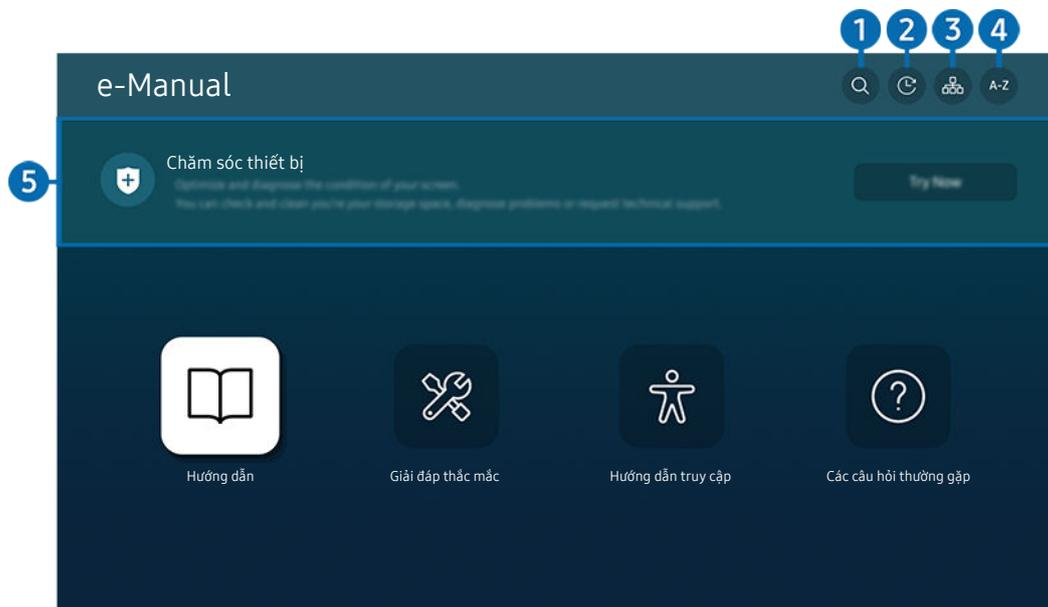 1 2 3 4
e-Manual
A-Z
5
Chăm sóc thiết bị
Optimize and diagnose the condition of your screen.
You can check and clean you're your storage space, diagnose problems or request technical support.
Try Now
Hướng dẫn
Giải đáp thắc mắc
Hướng dẫn truy cập
Các câu hỏi thường gặp